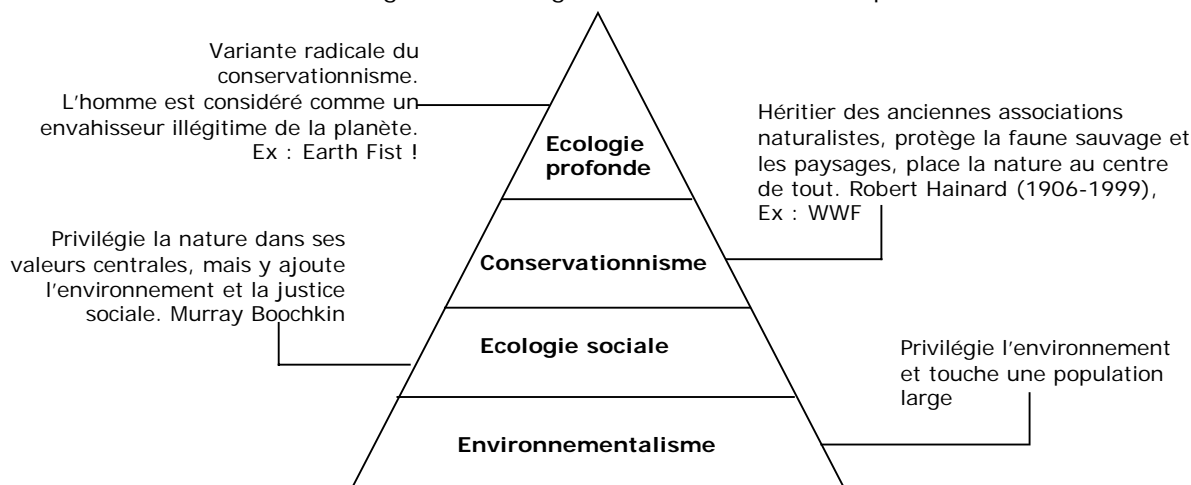 Variante radicale du
conservationnisme.
L'homme est considéré comme un
envahisseur illégitime de la planète.
Ex : Earth Fist !
Ecologie
profonde
Héritier des anciennes associations
naturalistes, protège la faune sauvage et
les paysages, place la nature au centre
de tout. Robert Hainard (1906-1999),
Ex : WWF
Conservationnisme
Privilégie la nature dans ses
valeurs centrales, mais y ajoute
l'environnement et la justice
sociale. Murray Boochkin
Ecologie sociale
Privilégie l'environnement
et touche une population
large
Environnementalisme